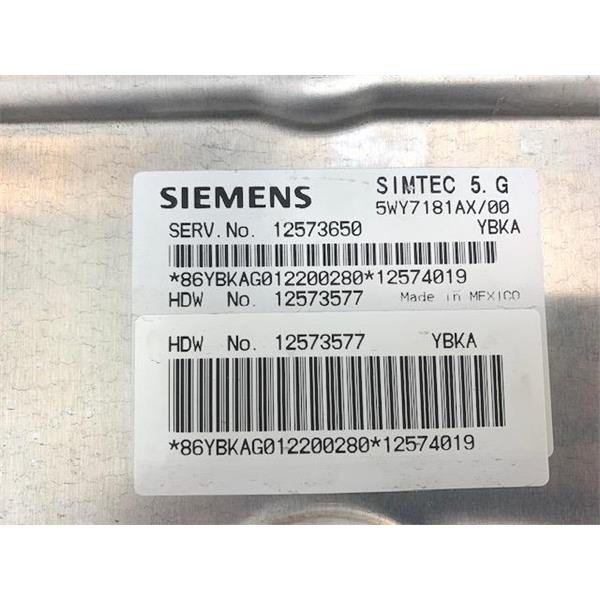 SIEMENS SIMTEC 5.G
5WY7181AX/00
SERV.No. 12573650 YBKA
*86YBKAG012200280*12574019
HDW No. 12573577 Made in MEXICO
HDW No. 12573577 YBKA
*86YBKAG012200280*12574019